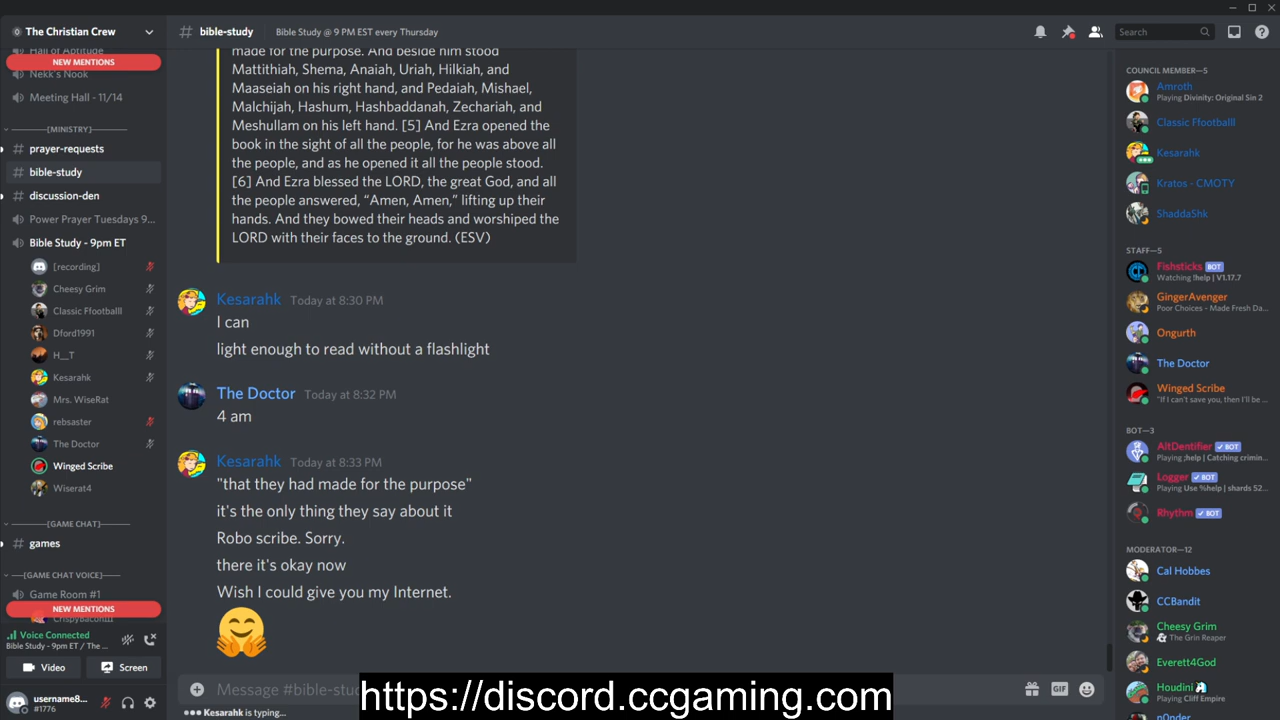 The Christian Crew
Hall of Aptitude
NEW MENTIONS
Nekk's Nook
Meeting Hall - 11/14
[MINISTRY]
prayer-requests
bible-study
discussion-den
Power Prayer Tuesdays 9...
Bible Study - 9pm ET
[recording]
Cheesy Grim
Classic Ffootballl
Dford1991
H__T
Kesarahk
Mrs. WiseRat
rebsaster
The Doctor
Winged Scribe
Wiserat4
[GAME CHAT]
games
[GAME CHAT VOICE]
Game Room #1
NEW MENTIONS
CrispyBaconIII
Voice Connected
Bible Study - 9pm ET / The ...
Video
Screen
username8...
#1776
# bible-study
Bible Study @ 9 PM EST every Thursday
Search
made for the purpose. And beside him stood
Mattithiah, Shema, Anaiah, Uriah, Hilkiah, and
Maaseiah on his right hand, and Pedaiah, Mishael,
Malchijah, Hashum, Hashbaddanah, Zechariah, and
Meshullam on his left hand. [5] And Ezra opened the
book in the sight of all the people, for he was above all
the people, and as he opened it all the people stood.
[6] And Ezra blessed the LORD, the great God, and all
the people answered, “Amen, Amen,” lifting up their
hands. And they bowed their heads and worshiped the
LORD with their faces to the ground. (ESV)
Kesarahk Today at 8:30 PM
I can
light enough to read without a flashlight
The Doctor Today at 8:32 PM
4 am
Kesarahk Today at 8:33 PM
"that they had made for the purpose"
it's the only thing they say about it
Robo scribe. Sorry.
there it's okay now
Wish I could give you my Internet.
Message #bible-stu
GIF
https://discord.ccgaming.com
Kesarahk is typing...
COUNCIL MEMBER—5
Amroth
Playing Divinity: Original Sin 2
Classic Ffootballl
Kesarahk
Kratos - CMOTY
ShaddaShk
STAFF—5
Fishsticks BOT
Watching !help | V1.17.7
GingerAvenger
Poor Choices - Made Fresh Da...
Ongurth
The Doctor
Winged Scribe
"If I can't save you, then I'll be ...
BOT—3
AltDentifier BOT
Playing ;help | Catching crimin...
Logger BOT
Playing Use %help | shards 52...
Rhythm BOT
MODERATOR—12
Cal Hobbes
CCBandit
Cheesy Grim
The Grin Reaper
Everett4God
Houdini
Playing Cliff Empire